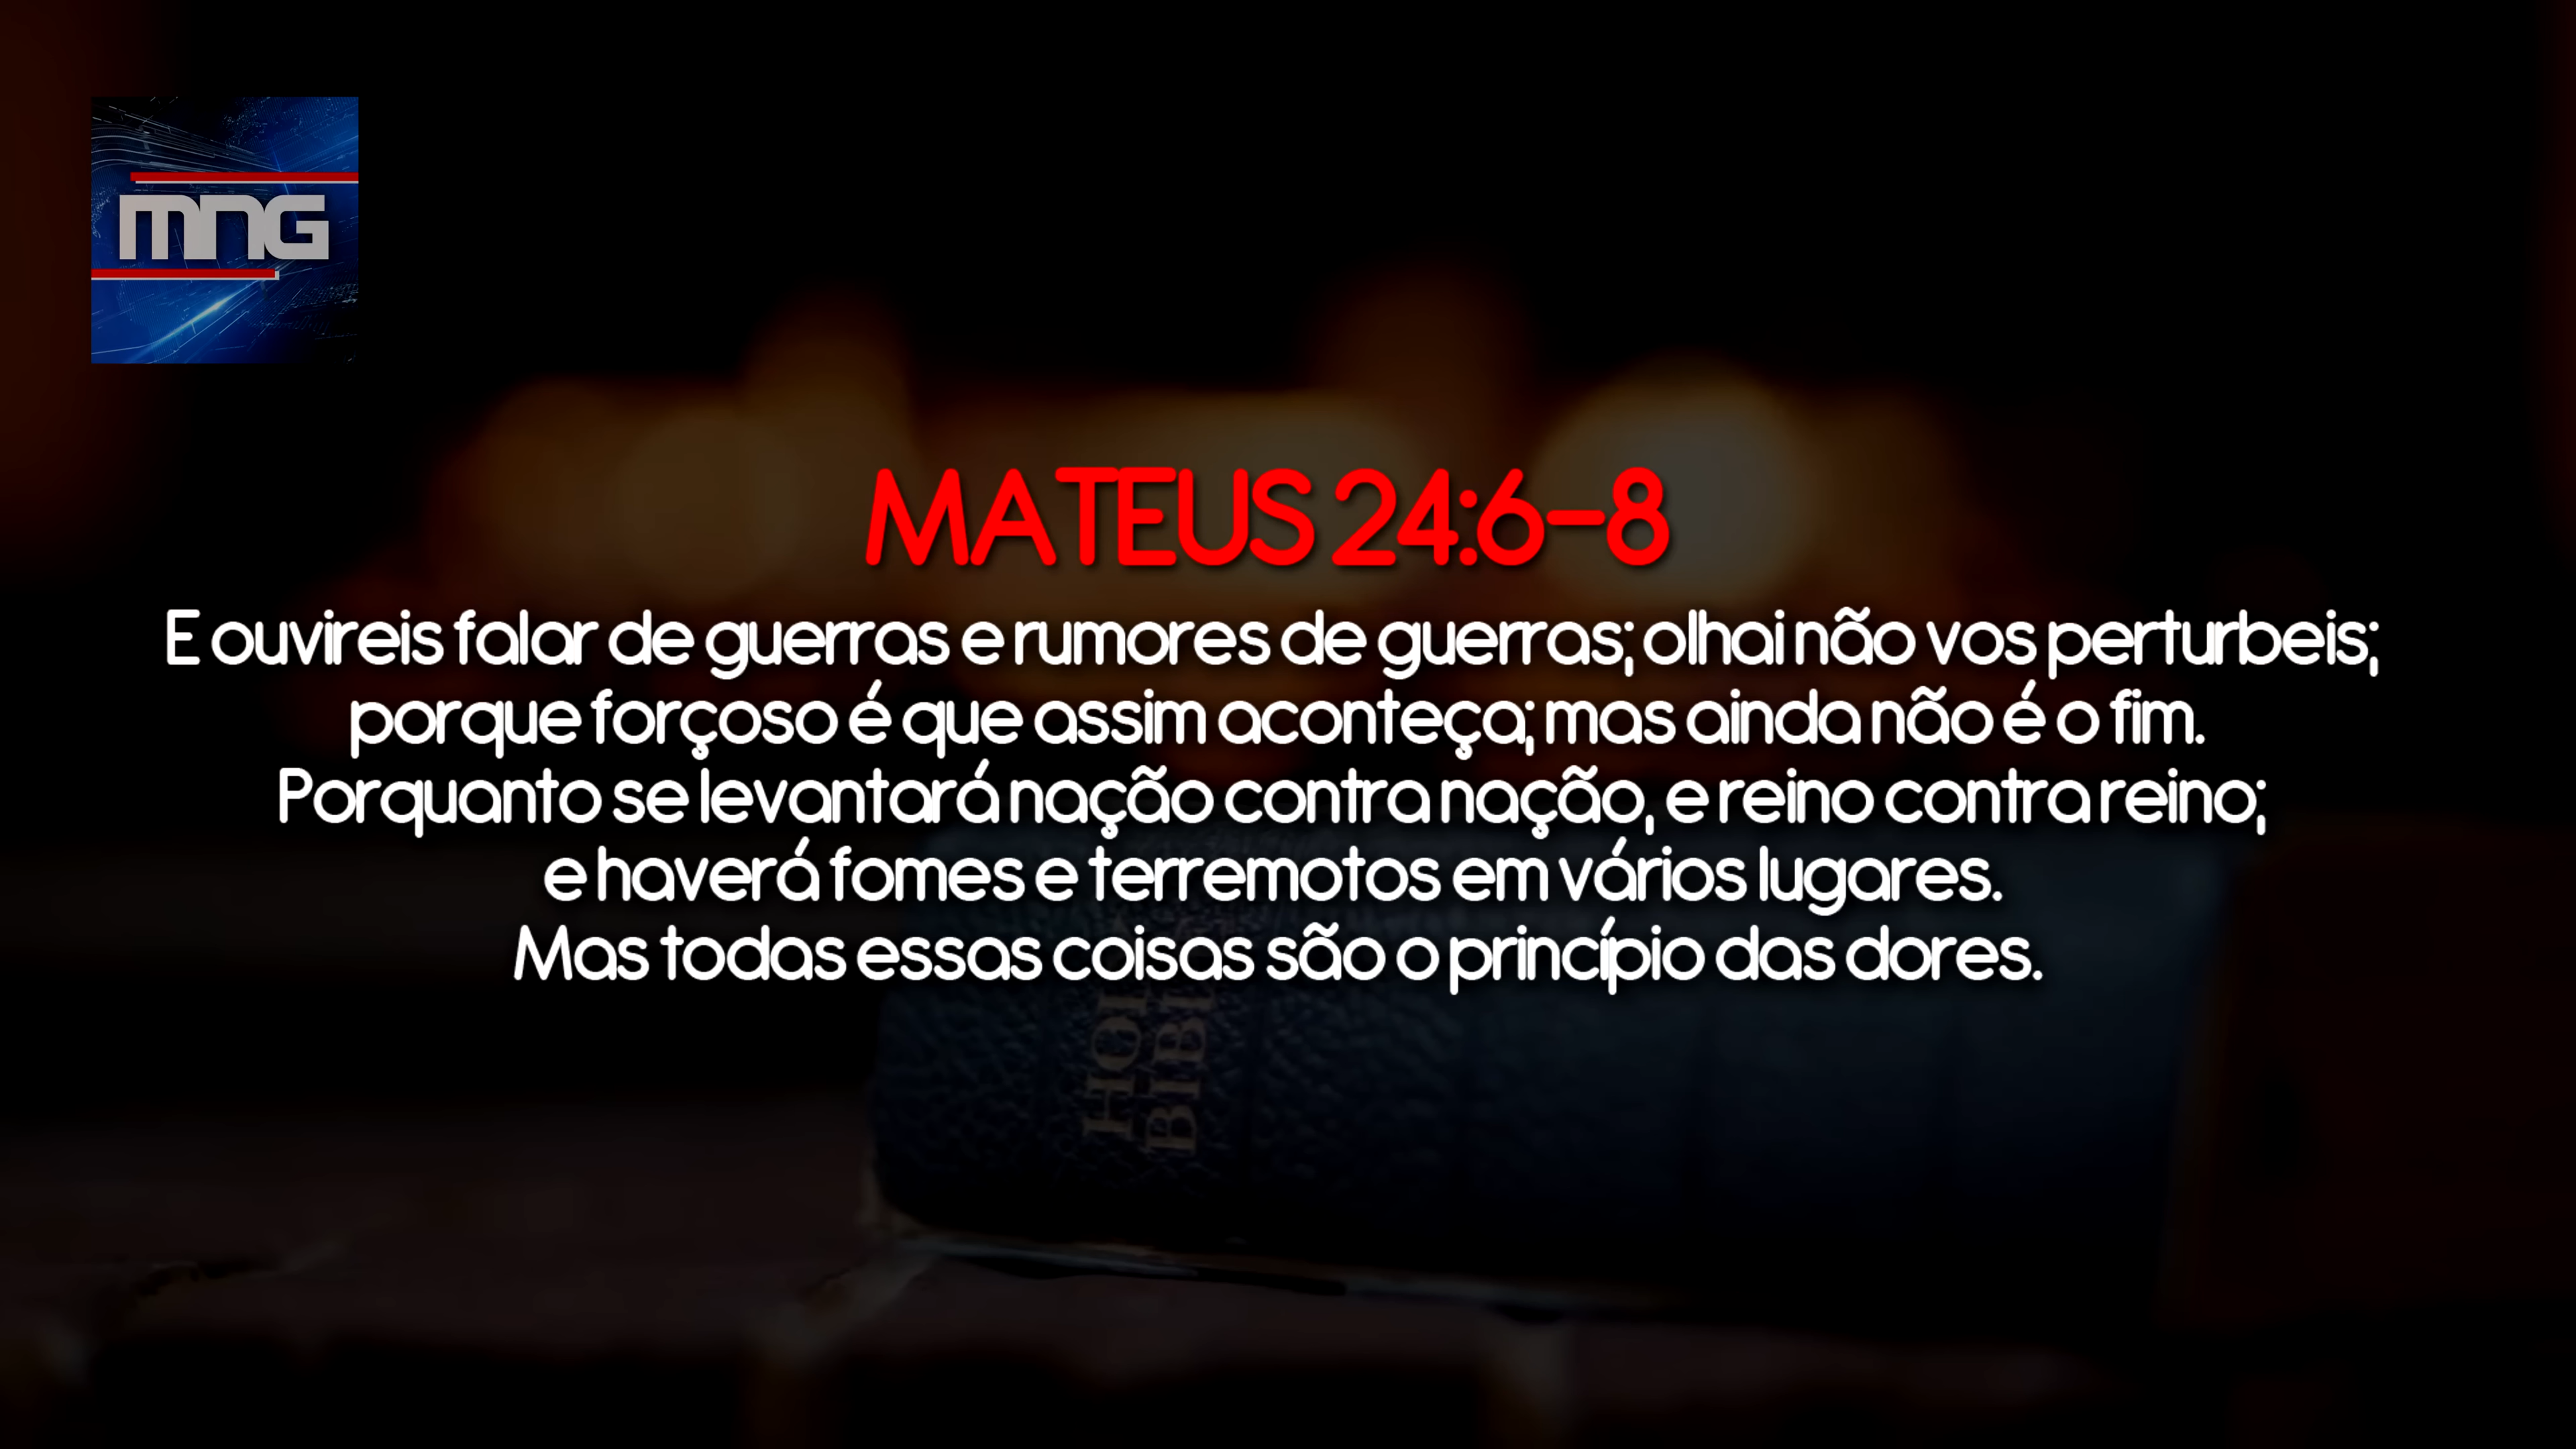 MNG
MATEUS 24:6-8
E ouvireis falar de guerras e rumores de guerras; olhai não vos perturbeis;
porque forçoso é que assim aconteça; mas ainda não é o fim.
Porquanto se levantará nação contra nação, e reino contra reino;
e haverá fomes e terremotos em vários lugares.
Mas todas essas coisas são o princípio das dores.
HOL
BIBL